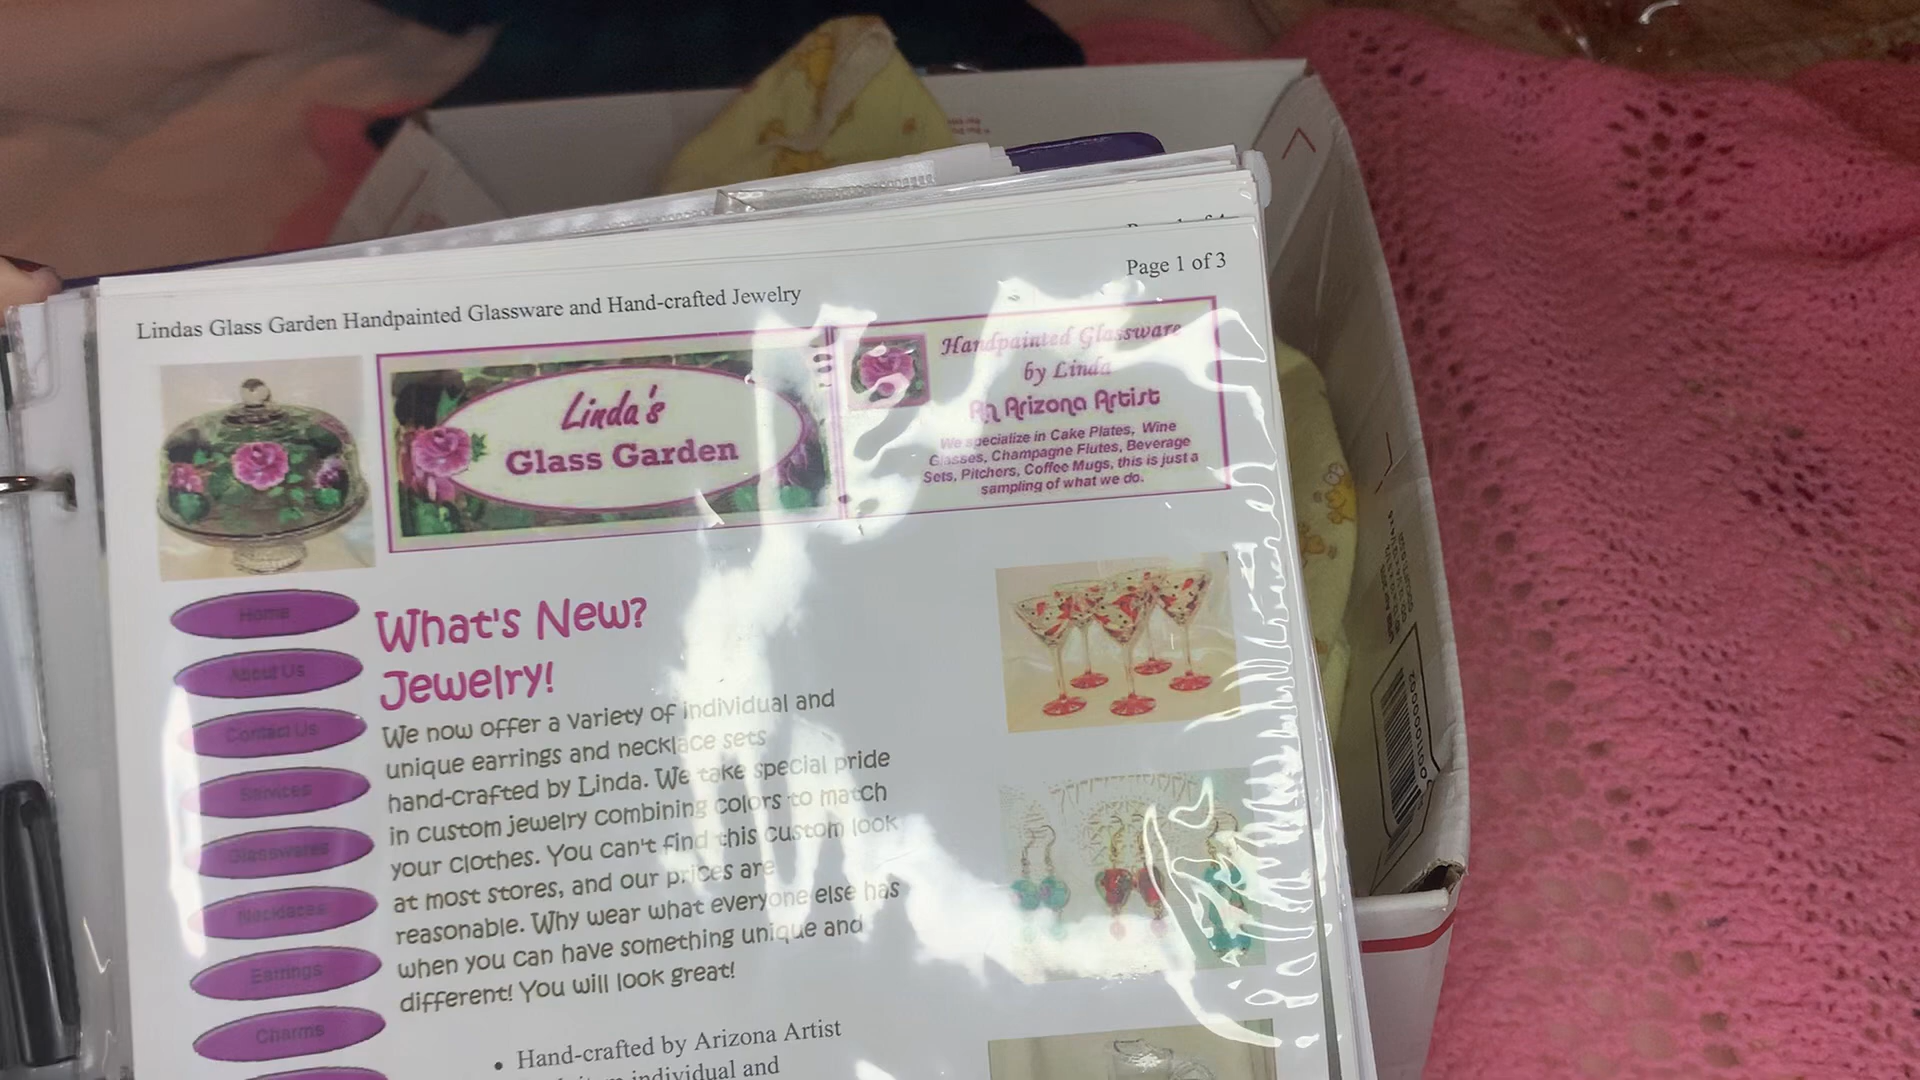 Page 1 of 3
Lindas Glass Garden Handpainted Glassware and Hand-crafted Jewelry
Linda's
Glass Garden
Handpainted Glassware
by Linda
An Arizona Artist
We specialize in Cake Plates, Wine
Glasses, Champagne Flutes, Beverage
Sets, Pitchers, Coffee Mugs, this is just a
sampling of what we do.
Home
About Us
Contact Us
Services
Glasswares
Necklaces
Earrings
Charms
What's New?
Jewelry!
We now offer a variety of individual and
unique earrings and necklace sets
hand-crafted by Linda. We take special pride
in custom jewelry combining colors to match
your clothes. You can't find this custom look
at most stores, and our prices are
reasonable. Why wear what everyone else has
when you can have something unique and
different! You will look great!
• Hand-crafted by Arizona Artist
individual and